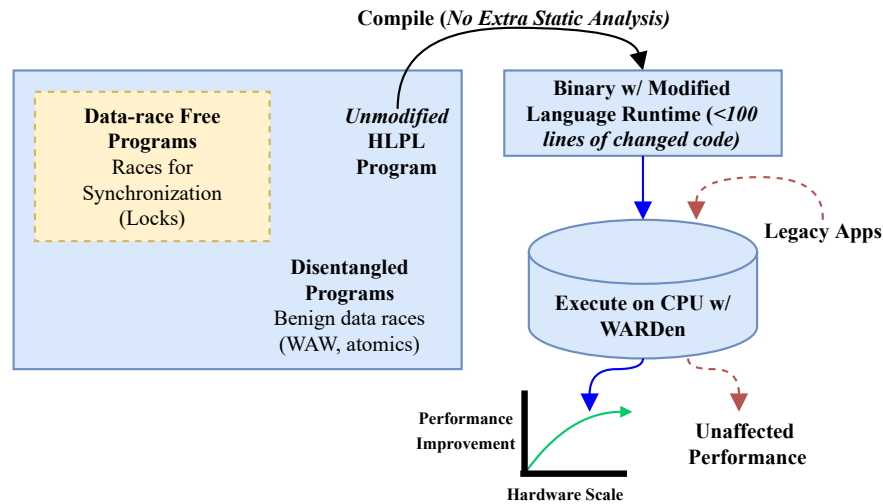 Compile (No Extra Static Analysis)
Data-race Free
Programs
Races for
Synchronization
(Locks)
Unmodified
HLPL
Program
Disentangled
Programs
Benign data races
(WAW, atomics)
Binary w/ Modified
Language Runtime (<100
lines of changed code)
Legacy Apps
Execute on CPU w/
WARDen
Performance
Improvement
Hardware Scale
Unaffected
Performance